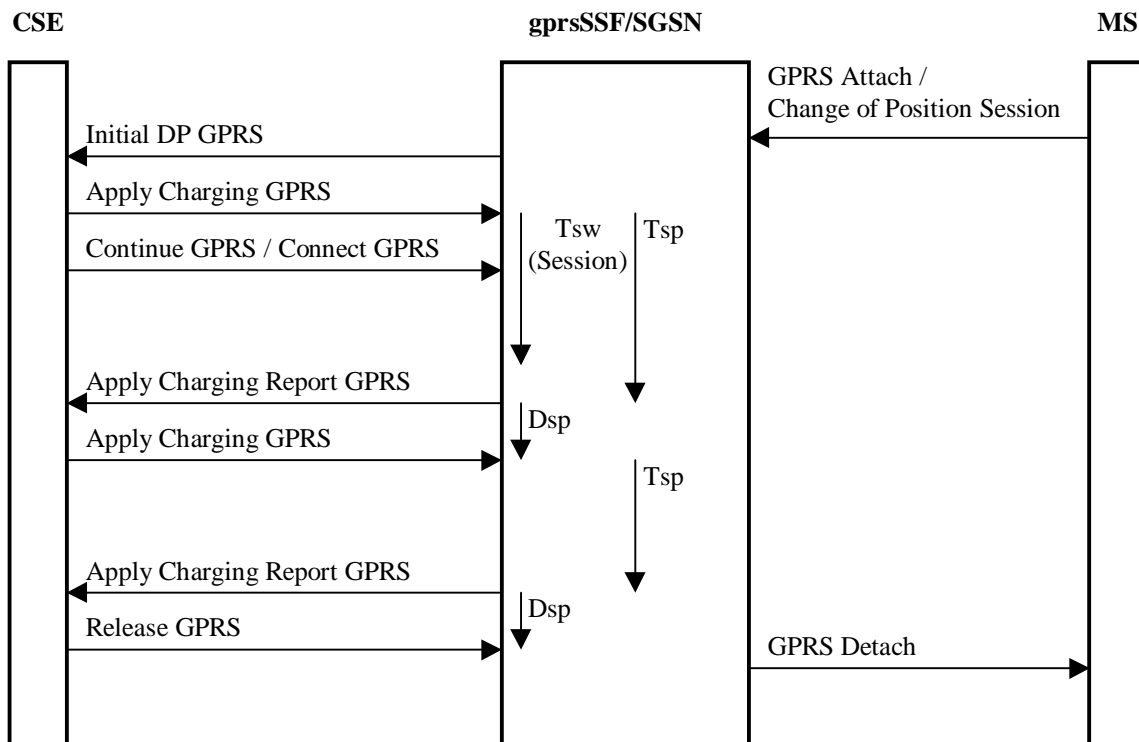 CSE
gprsSSF/SGSN
MS
GPRS Attach /
Change of Position Session
Initial DP GPRS
Apply Charging GPRS
Tsw
(Session)
Tsp
Continue GPRS / Connect GPRS
Apply Charging Report GPRS
Dsp
Apply Charging GPRS
Tsp
Apply Charging Report GPRS
Dsp
Release GPRS
GPRS Detach